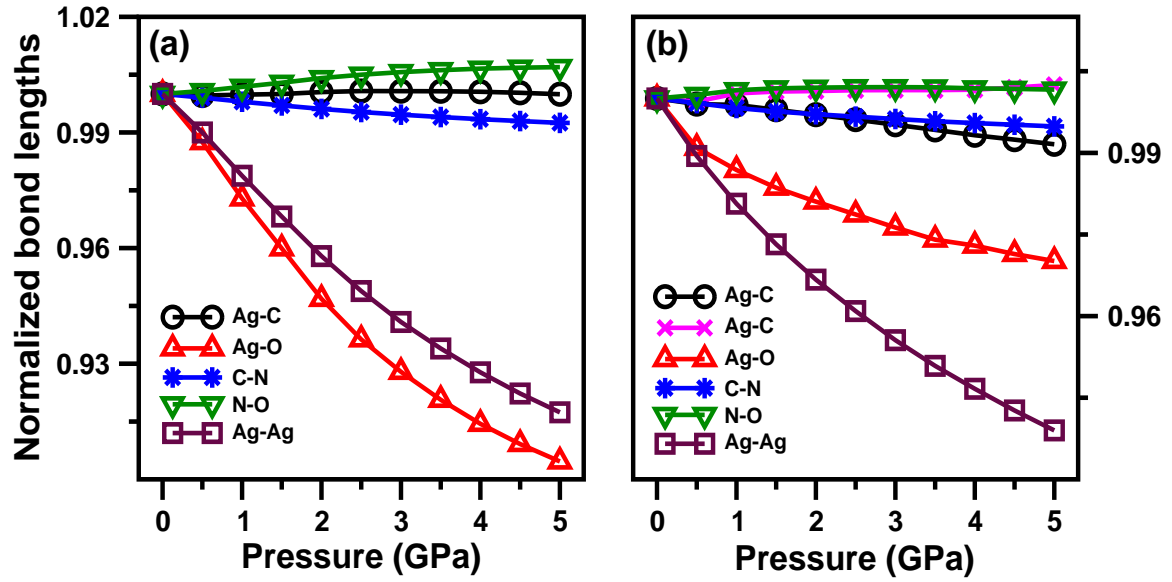 Normalized bond lengths
(a)
1.02
0.99
0.96
0.93
Ag-C
Ag-O
C-N
N-O
Ag-Ag
0 1 2 3 4 5
Pressure (GPa)
(b)
0.99
0.96
Ag-C
Ag-C
Ag-O
C-N
N-O
Ag-Ag
0 1 2 3 4 5
Pressure (GPa)